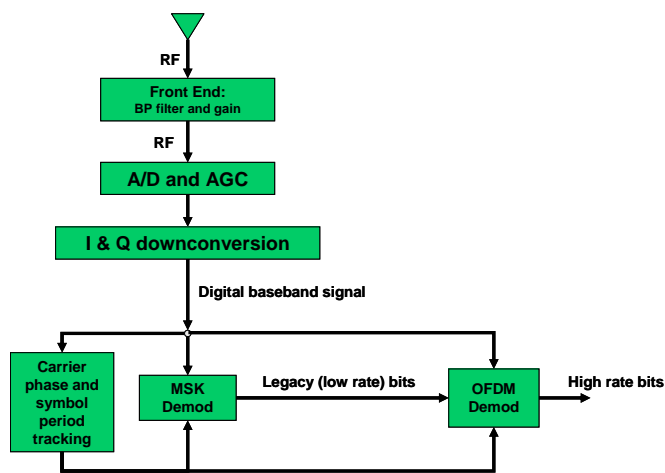 RF
Front End:
BP filter and gain
RF
A/D and AGC
I & Q downconversion
Digital baseband signal
Carrier
phase and
symbol
period
tracking
MSK
Demod
Legacy (low rate) bits
OFDM
Demod
High rate bits